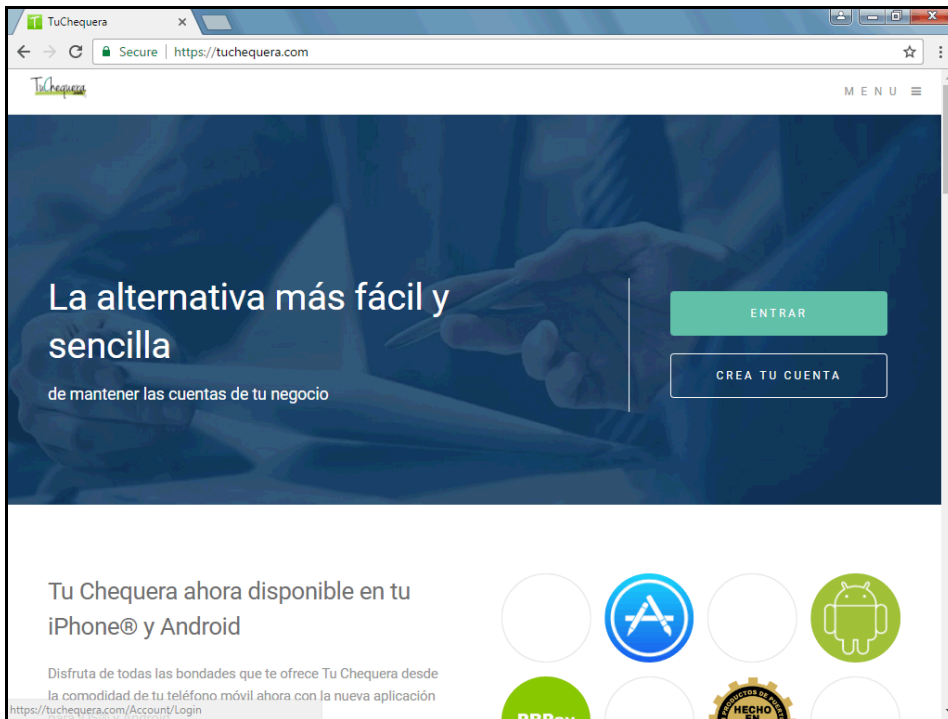 TuChequera
Secure | https://tuchequera.com
TuChequera
MENU
La alternativa más fácil y
sencilla
de mantener las cuentas de tu negocio
ENTRAR
CREA TU CUENTA
Tu Chequera ahora disponible en tu
iPhone® y Android
Disfruta de todas las bondades que te ofrece Tu Chequera desde
la comodidad de tu teléfono móvil ahora con la nueva aplicación
PRODUCTOS DE
HECHO
EN
https://tuchequera.com/Account/Login